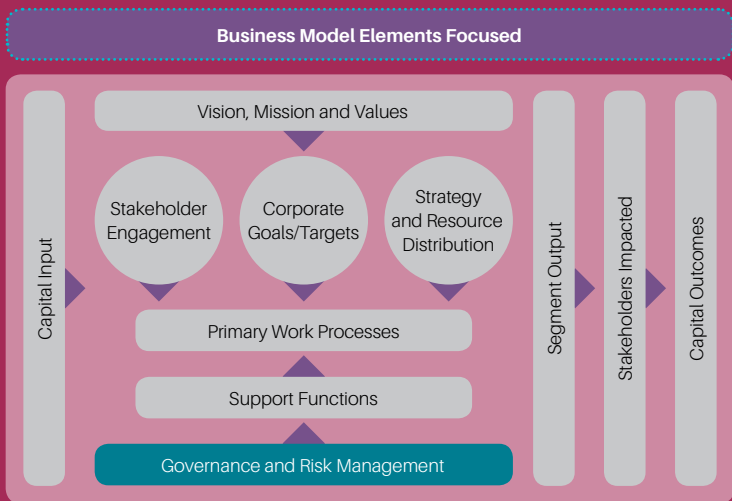 Business Model Elements Focused
Capital Input
Vision, Mission and Values
Stakeholder
Engagement
Corporate
Goals/Targets
Strategy
and Resource
Distribution
Primary Work Processes
Support Functions
Governance and Risk Management
Segment Output
Stakeholders Impacted
Capital Outcomes